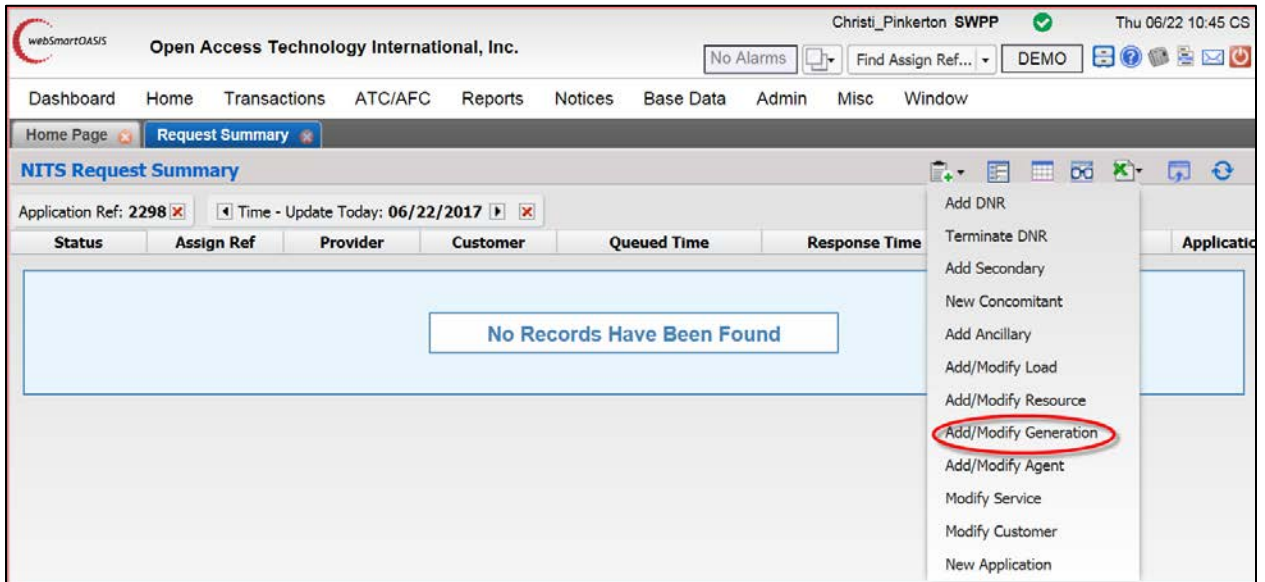 Christi_Pinkerton SWPP Thu 06/22 10:45 CS
webSmartOASIS
Open Access Technology International, Inc.
No Alarms Find Assign Ref... DEMO
Dashboard Home Transactions ATC/AFC Reports Notices Base Data Admin Misc Window
Home Page Request Summary
NITS Request Summary
Application Ref: 2298 Time - Update Today: 06/22/2017
Status Assign Ref Provider Customer Queued Time Response Time Applicatio
No Records Have Been Found
Add DNR
Terminate DNR
Add Secondary
New Concomitant
Add Ancillary
Add/Modify Load
Add/Modify Resource
Add/Modify Generation
Add/Modify Agent
Modify Service
Modify Customer
New Application